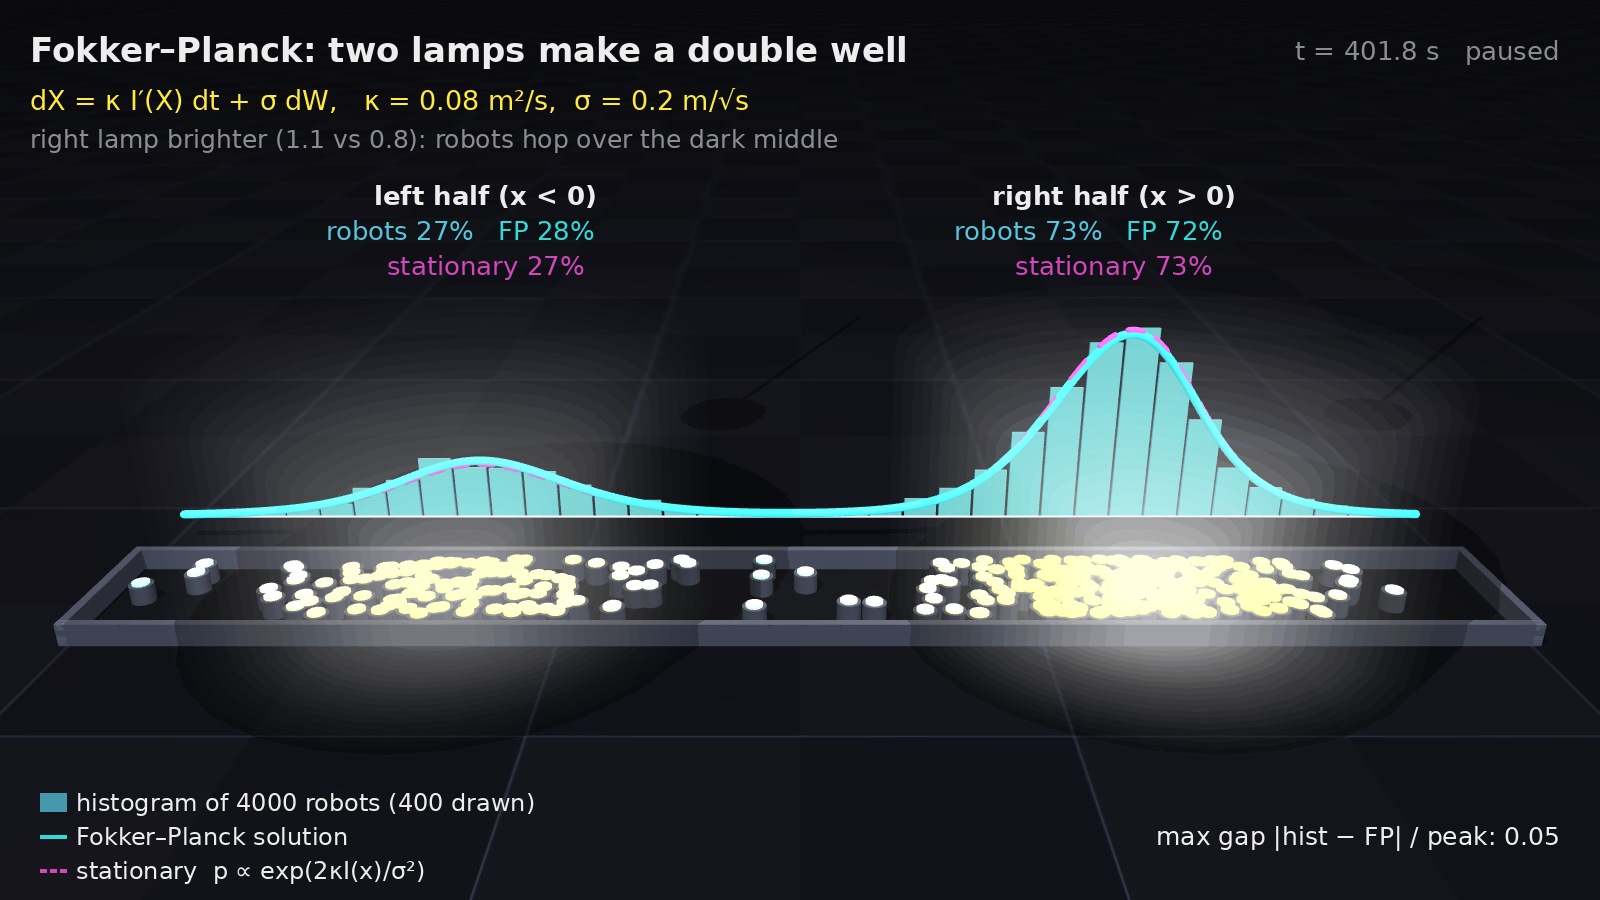 Fokker–Planck: two lamps make a double well
t = 401.8 s paused
dX = κ I′(X) dt + σ dW, κ = 0.08 m²/s, σ = 0.2 m/√s
right lamp brighter (1.1 vs 0.8): robots hop over the dark middle
left half (x < 0)
robots 27% FP 28%
stationary 27%
right half (x > 0)
robots 73% FP 72%
stationary 73%
histogram of 4000 robots (400 drawn)
Fokker–Planck solution
stationary p ∝ exp(2κI(x)/σ²)
max gap |hist − FP| / peak: 0.05